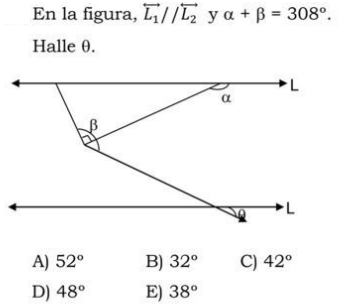 En la figura, L₁//L₂ y α + β = 308°.
Halle θ.
L
α
β
θ
L
A) 52° B) 32° C) 42°
D) 48° E) 38°